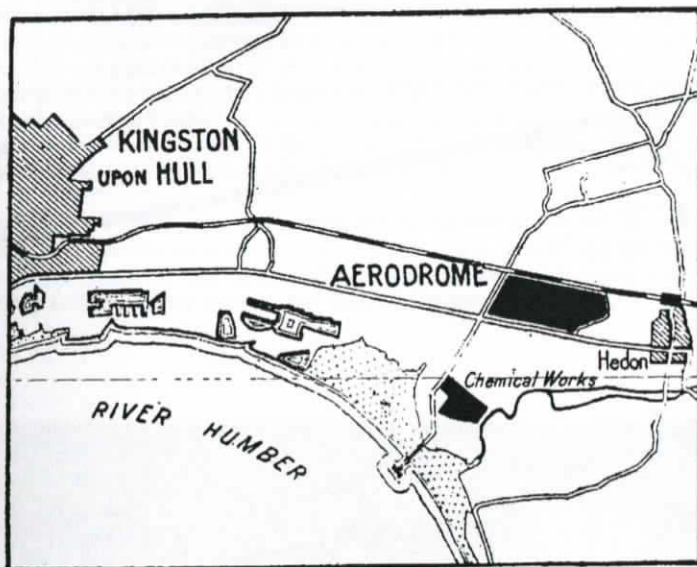 KINGSTON
UPON HULL
AERODROME
Hedon
Chemical Works
RIVER HUMBER